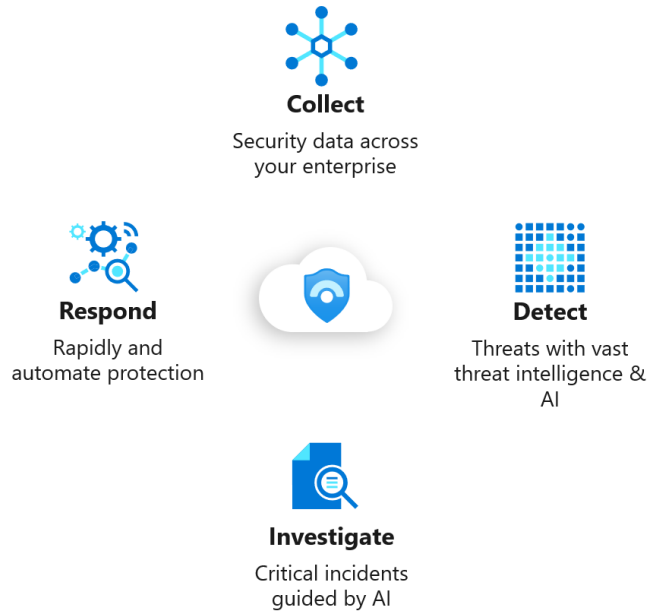 Collect
Security data across
your enterprise
Respond
Rapidly and
automate protection
Detect
Threats with vast
threat intelligence &
AI
Investigate
Critical incidents
guided by AI